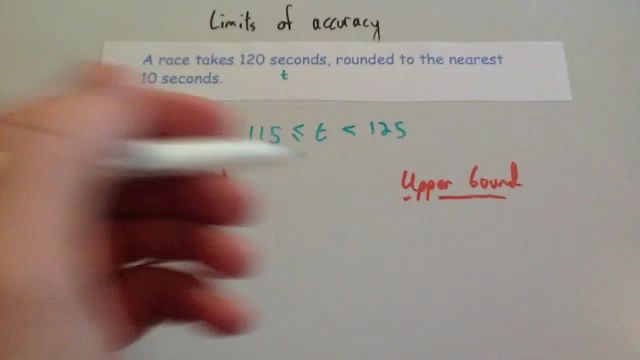 Limits of accuracy
A race takes 120 seconds, rounded to the nearest
10 seconds. t
115 ≤ t < 125
Upper bound